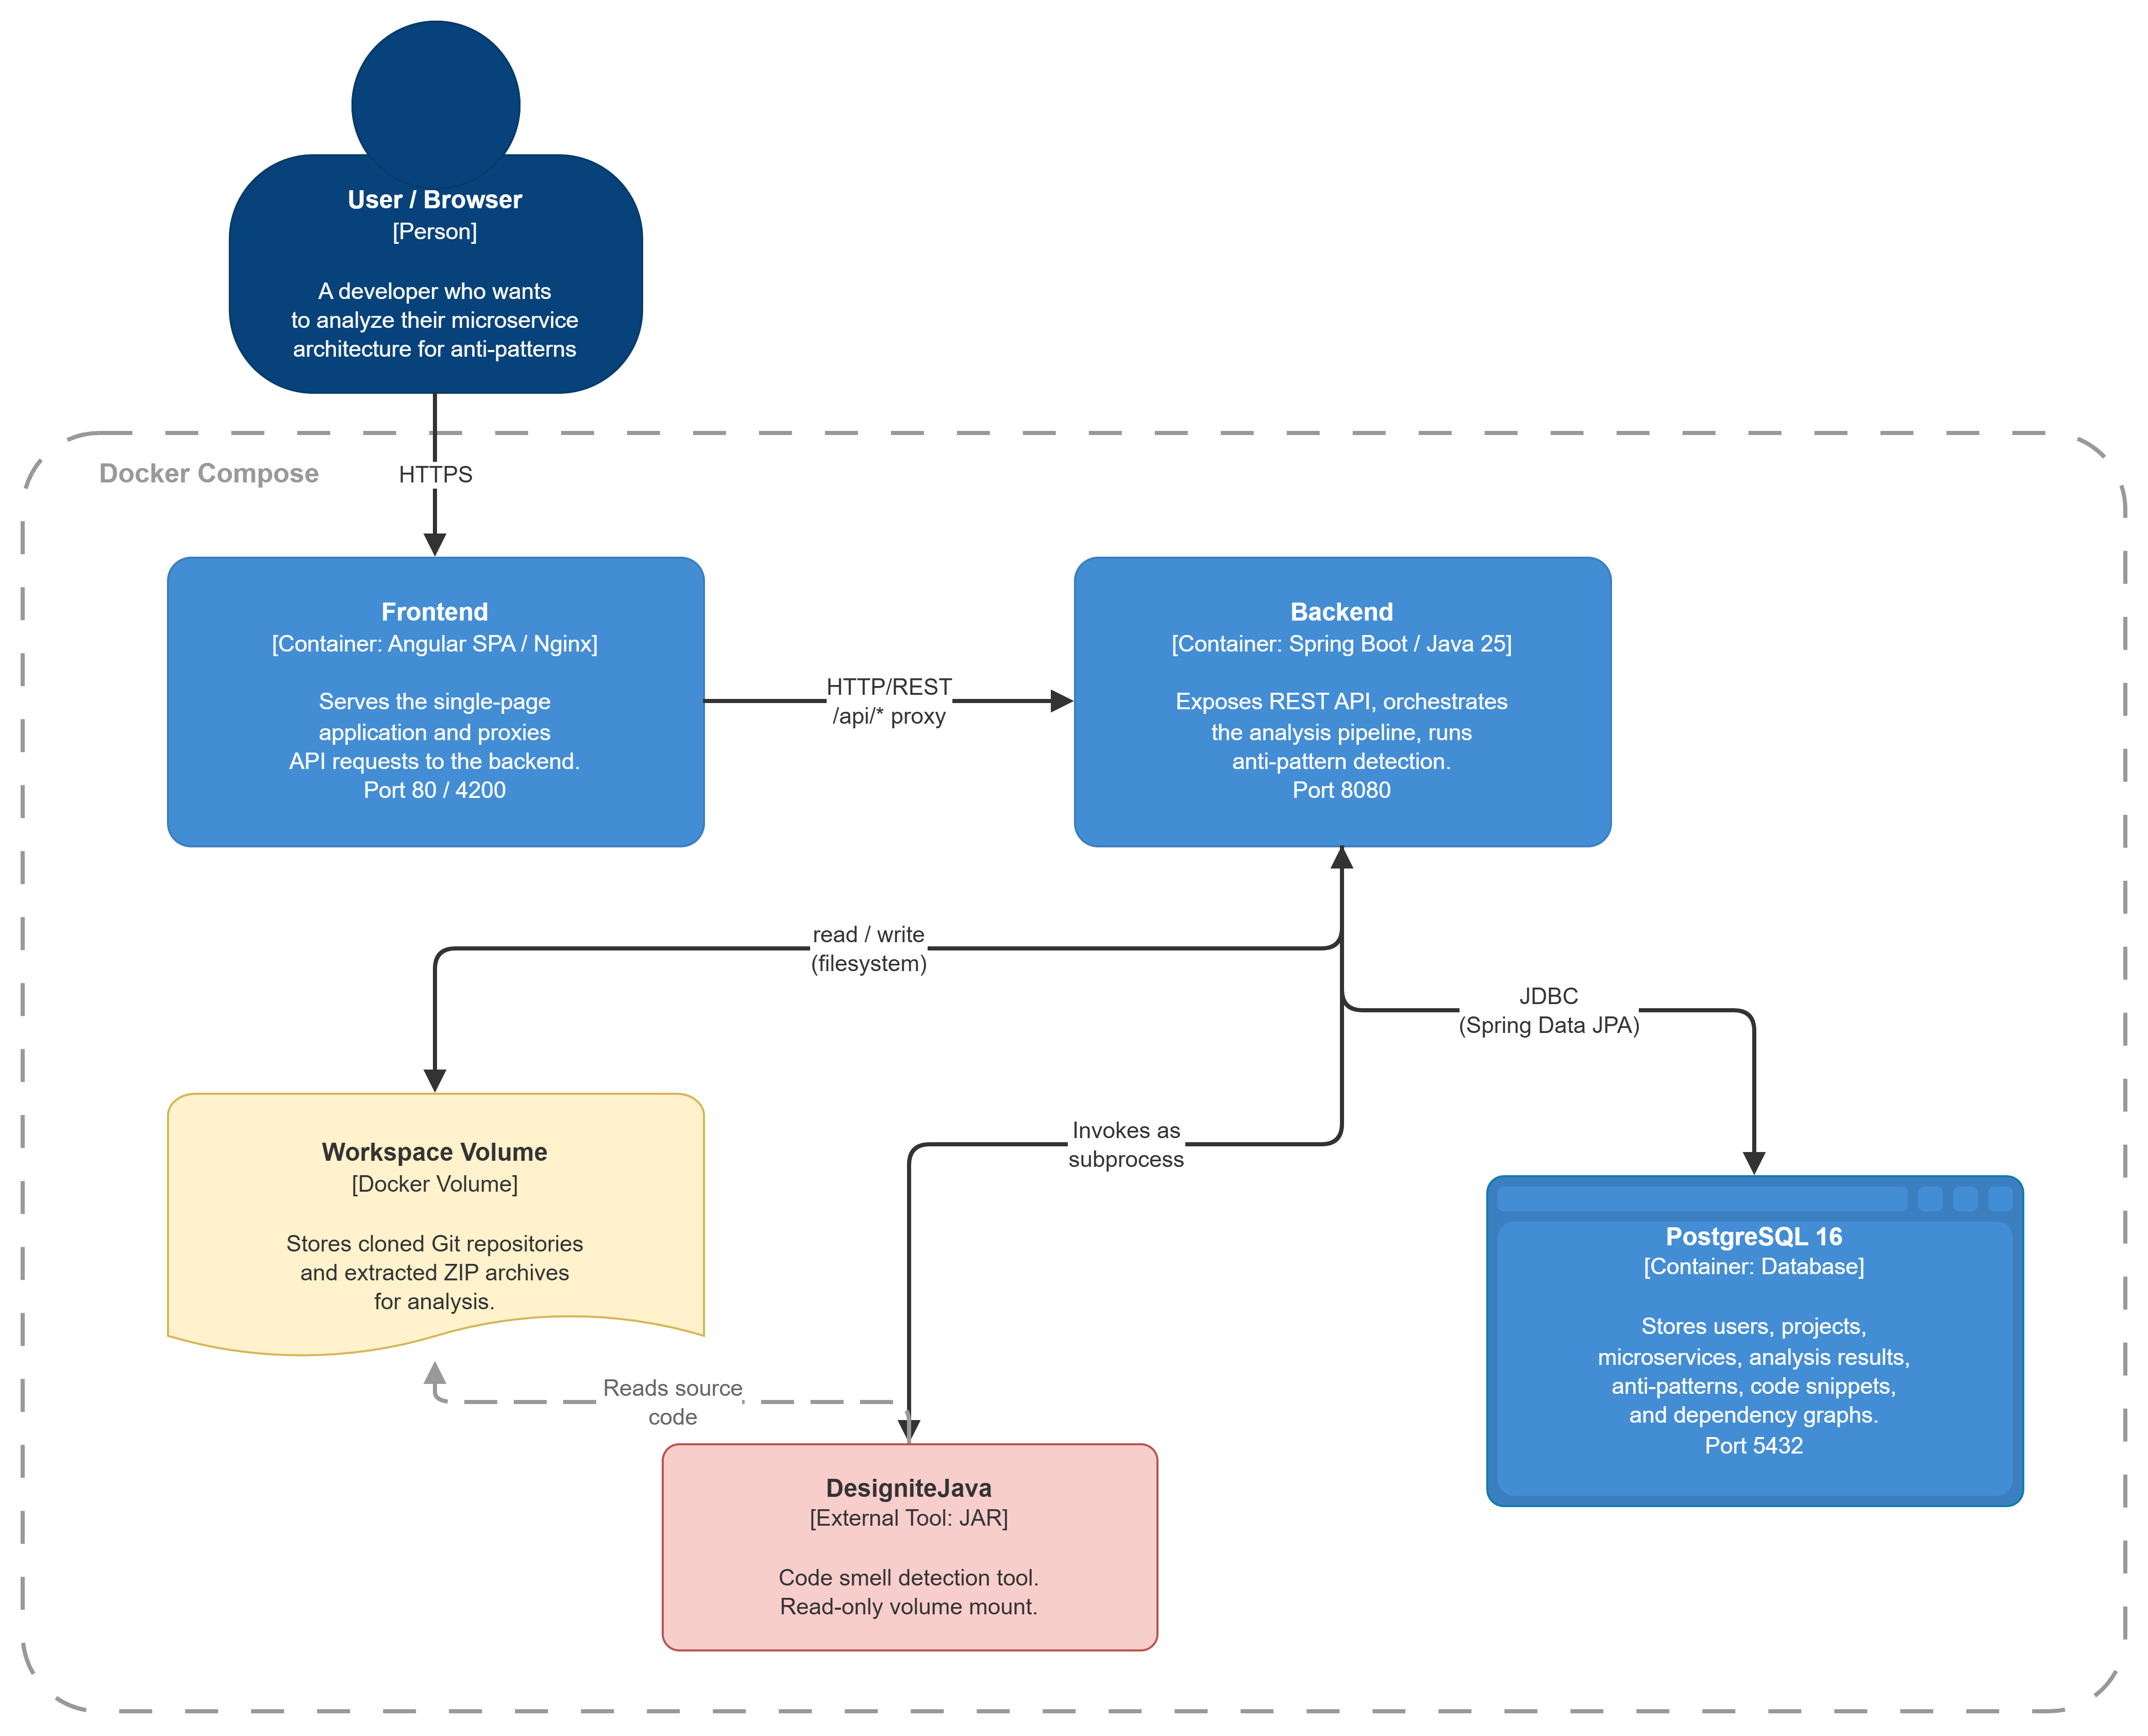 User / Browser
[Person]
A developer who wants
to analyze their microservice
architecture for anti-patterns
Docker Compose
HTTPS
Frontend
[Container: Angular SPA / Nginx]
Serves the single-page
application and proxies
API requests to the backend.
Port 80 / 4200
HTTP/REST
/api/* proxy
Backend
[Container: Spring Boot / Java 25]
Exposes REST API, orchestrates
the analysis pipeline, runs
anti-pattern detection.
Port 8080
read / write
(filesystem)
JDBC
(Spring Data JPA)
Invokes as
subprocess
Workspace Volume
[Docker Volume]
Stores cloned Git repositories
and extracted ZIP archives
for analysis.
PostgreSQL 16
[Container: Database]
Stores users, projects,
microservices, analysis results,
anti-patterns, code snippets,
and dependency graphs.
Port 5432
Reads source
code
DesigniteJava
[External Tool: JAR]
Code smell detection tool.
Read-only volume mount.